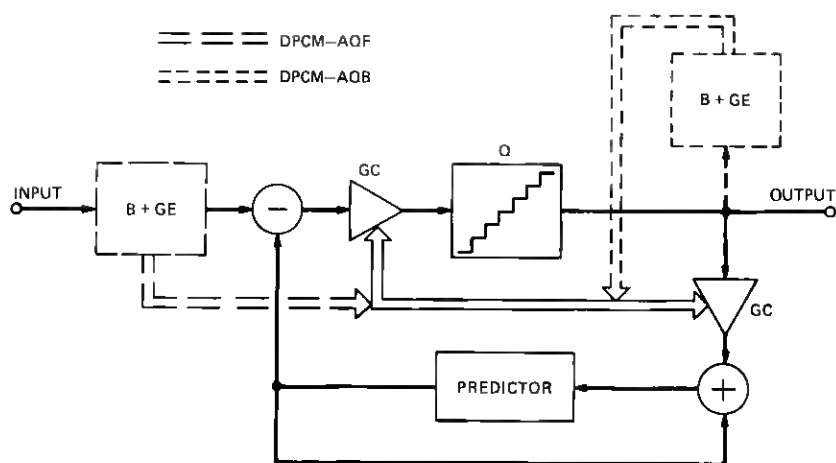 DPCM-AQF
DPCM-AQB
B + GE
Q
GC
INPUT
B + GE
−
OUTPUT
GC
PREDICTOR
+